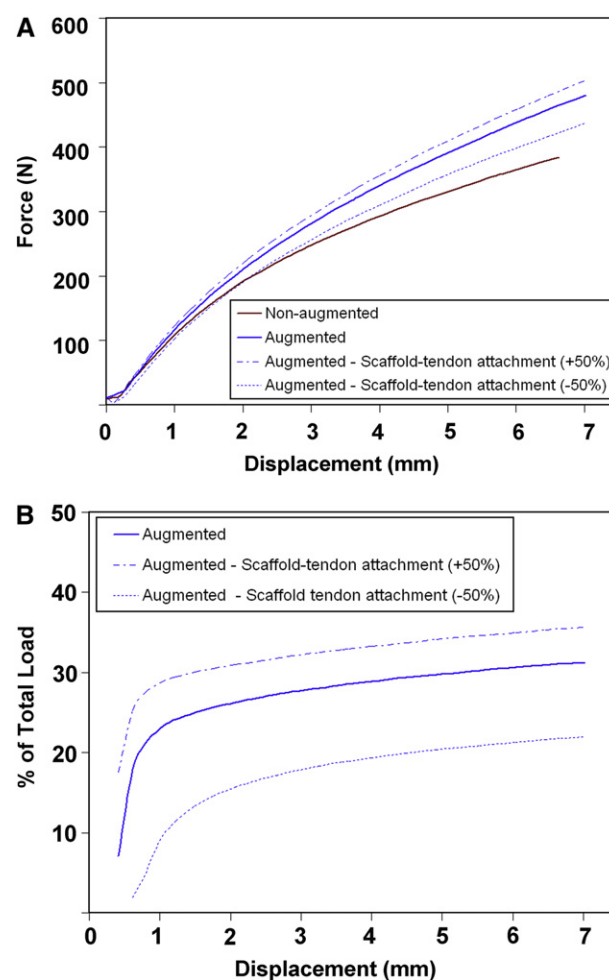 A
600
500
400
300
200
100
Force (N)
Non-augmented
Augmented
Augmented - Scaffold-tendon attachment (+50%)
Augmented - Scaffold-tendon attachment (-50%)
0 1 2 3 4 5 6 7
Displacement (mm)
B
50
40
30
20
10
% of Total Load
Augmented
Augmented - Scaffold-tendon attachment (+50%)
Augmented - Scaffold tendon attachment (-50%)
0 1 2 3 4 5 6 7
Displacement (mm)